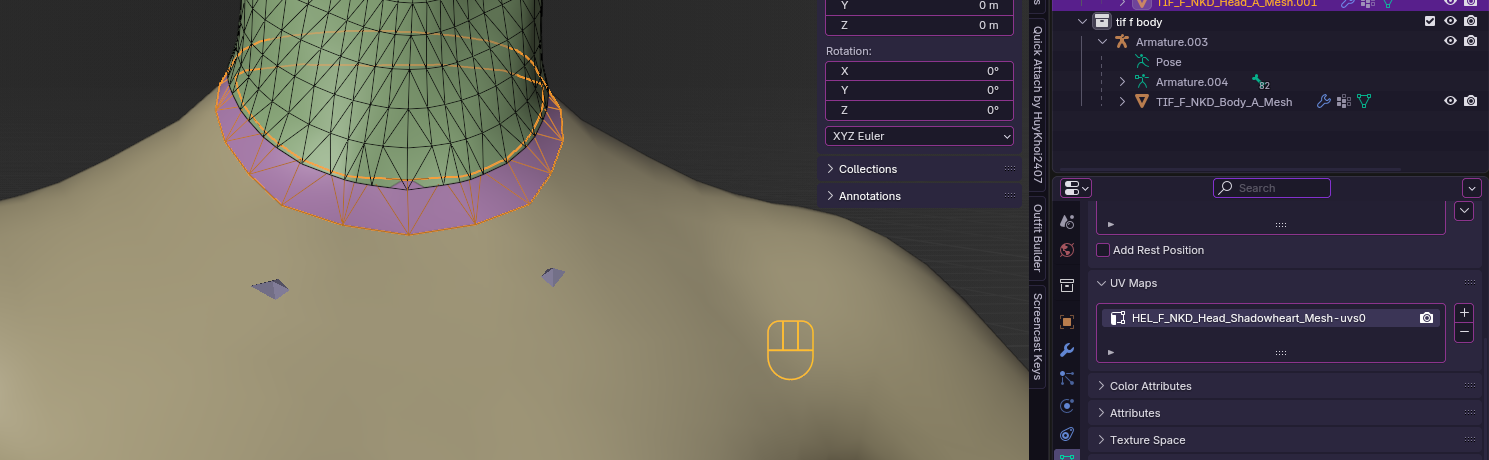 Y 0 m
Z 0 m
Rotation:
X 0°
Y 0°
Z 0°
XYZ Euler
Collections
Annotations
Quick Attach by HuyKhoi2407
Outfit Builder
Screencast Keys
TIF_F_NKD_Head_A_Mesh.001
tif f body
Armature.003
Pose
Armature.004
82
TIF_F_NKD_Body_A_Mesh
Search
Add Rest Position
UV Maps
HEL_F_NKD_Head_Shadowheart_Mesh-uvs0
Color Attributes
Attributes
Texture Space